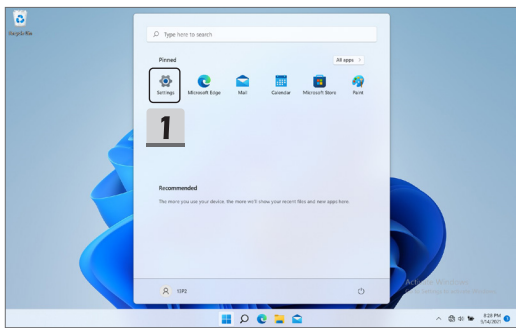 Recycle Bin
Type here to search
Pinned
All apps >
Settings
Microsoft Edge
Mail
Calendar
Microsoft Store
Paint
1
Recommended
The more you use your device, the more we'll show your recent files and new apps here.
Activate Windows
8:28 PM
5/14/2021